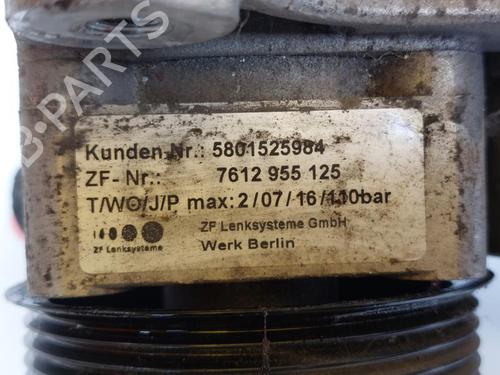 Kunden-Nr.: 5801525984
ZF- Nr.: 7612 955 125
T/WO/J/P max: 2/07/16/110bar
ZF Lenksysteme GmbH
ZF Lenksysteme
Werk Berlin